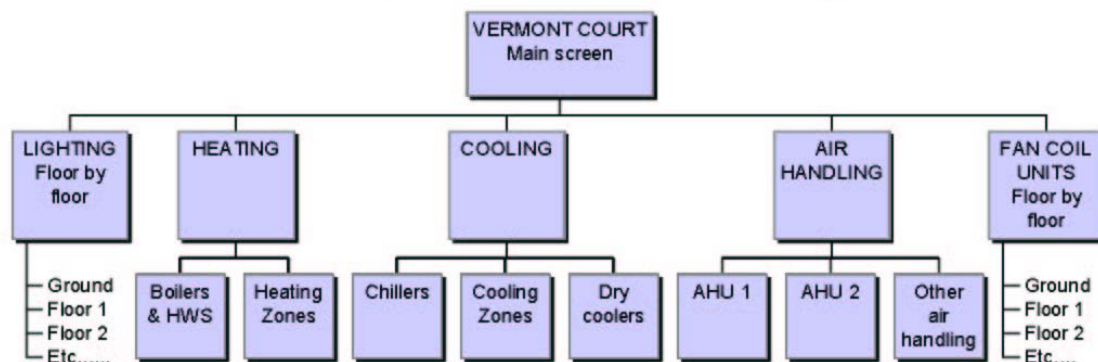 VERMONT COURT
Main screen
LIGHTING
Floor by
floor
HEATING
COOLING
AIR
HANDLING
FAN COIL
UNITS
Floor by
floor
Ground
Floor 1
Floor 2
Etc.....
Boilers
& HWS
Heating
Zones
Chillers
Cooling
Zones
Dry
coolers
AHU 1
AHU 2
Other
air
handling
Ground
Floor 1
Floor 2
Etc....